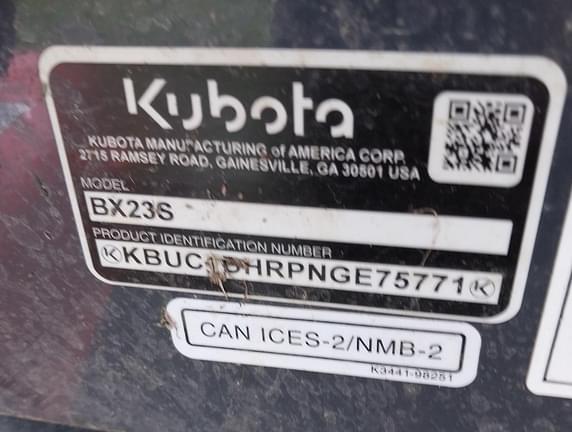 Kubota
KUBOTA MANUFACTURING of AMERICA CORP.
2715 RAMSEY ROAD, GAINESVILLE, GA 30501 USA
MODEL
BX23S
PRODUCT IDENTIFICATION NUMBER
CAN ICES-2/NMB-2
K3441-98251